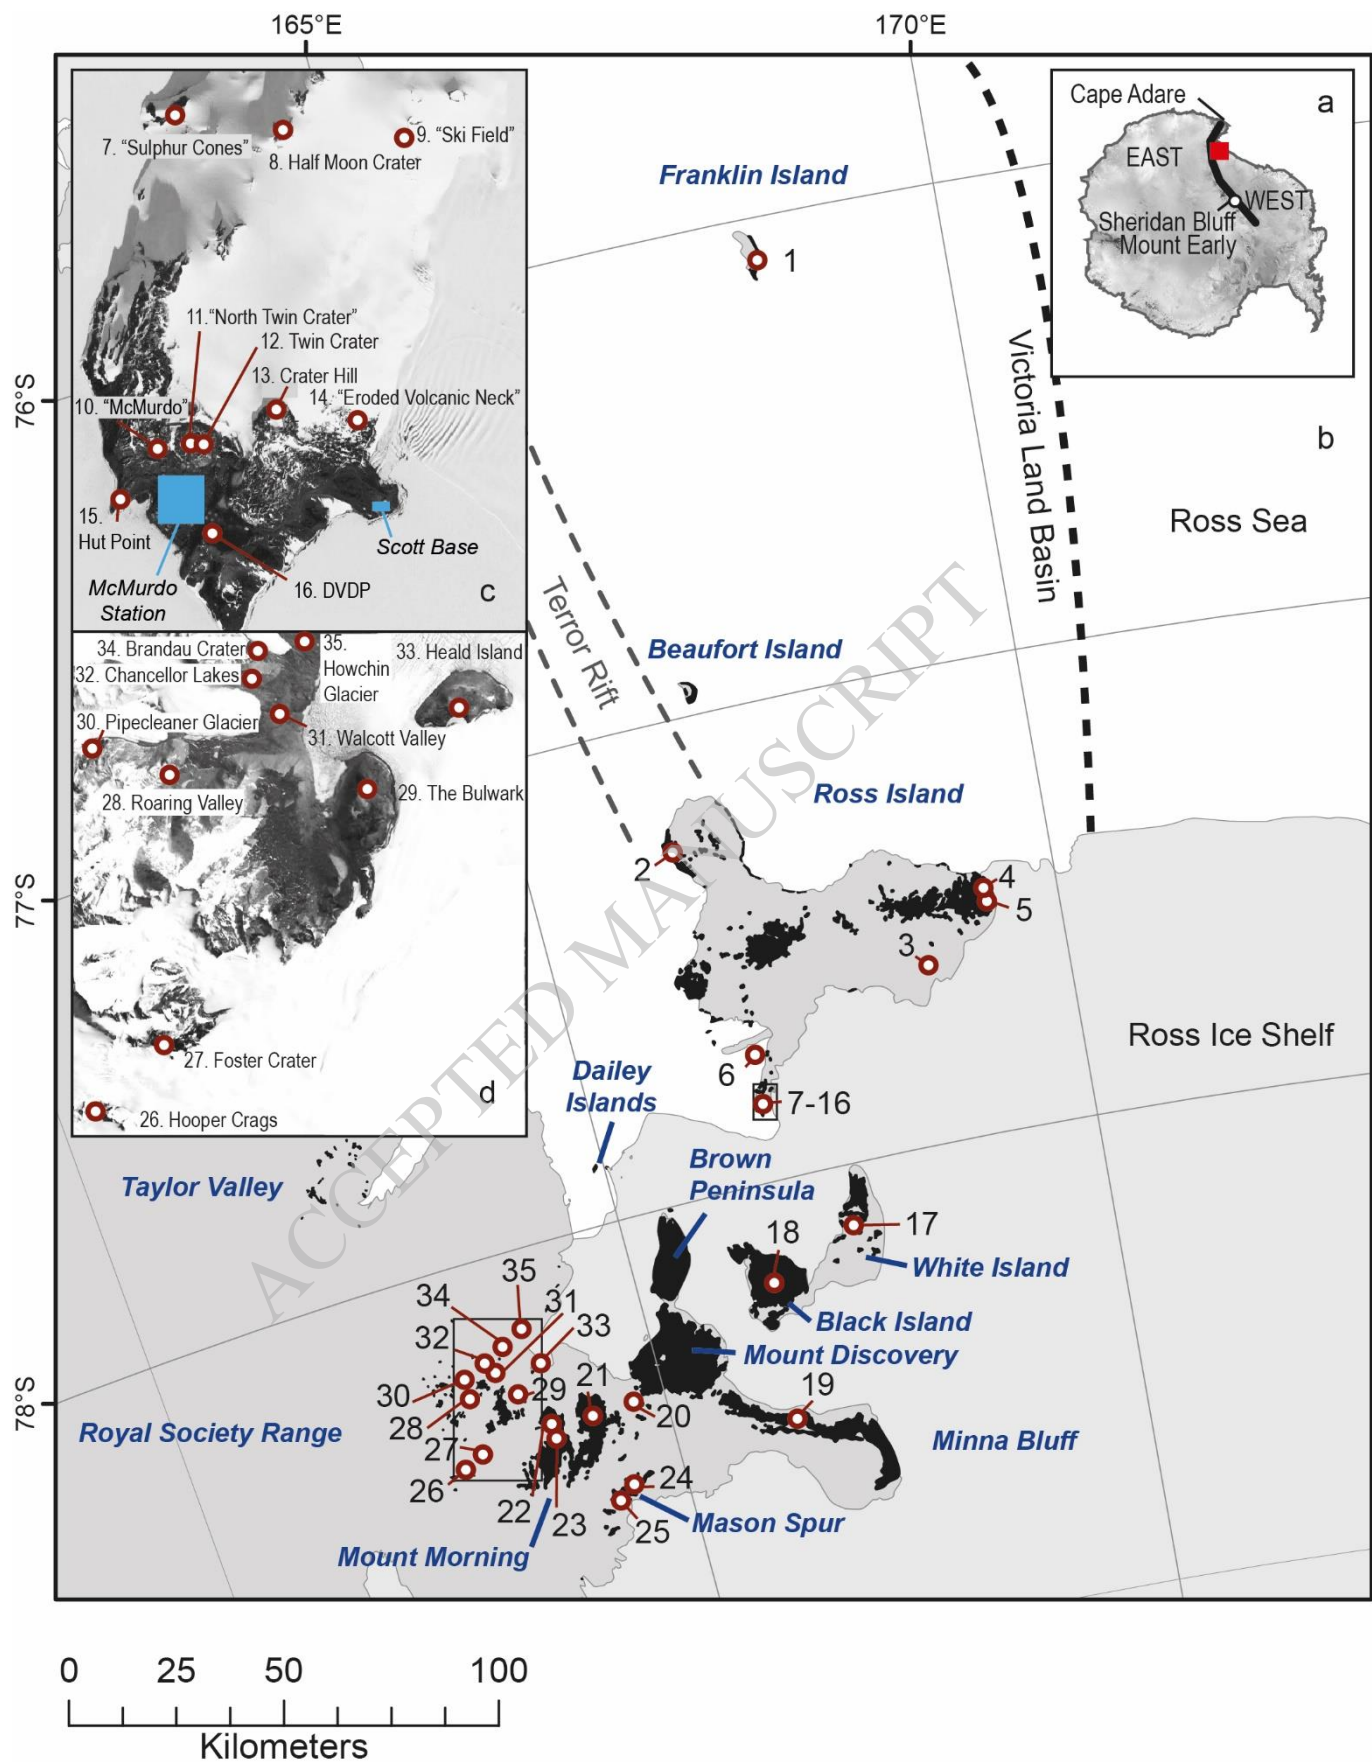 165°E
170°E
76°S
77°S
78°S
a
Cape Adare
EAST
WEST
Sheridan Bluff
Mount Early
b
Franklin Island
1
Victoria Land Basin
Ross Sea
Terror Rift
Beaufort Island
Ross Island
2
4
5
3
Ross Ice Shelf
6
7-16
Dailey
Islands
Taylor Valley
Brown
Peninsula
18
17
White Island
Black Island
Mount Discovery
35
34
31
32
33
30
29
21
28
20
19
Royal Society Range
Minna Bluff
27
26
22
23
24
25
Mason Spur
Mount Morning
7. “Sulphur Cones”
8. Half Moon Crater
9. “Ski Field”
11.“North Twin Crater”
12. Twin Crater
13. Crater Hill
14. “Eroded Volcanic Neck”
10. “McMurdo”
15.
Hut Point
Scott Base
McMurdo
Station
16. DVDP
c
34. Brandau Crater
35.
Howchin
Glacier
33. Heald Island
32. Chancellor Lakes
30. Pipecleaner Glacier
31. Walcott Valley
28. Roaring Valley
29. The Bulwark
27. Foster Crater
d
26. Hooper Crags
ACCEPTED MANUSCRIPT
0 25 50 100
Kilometers